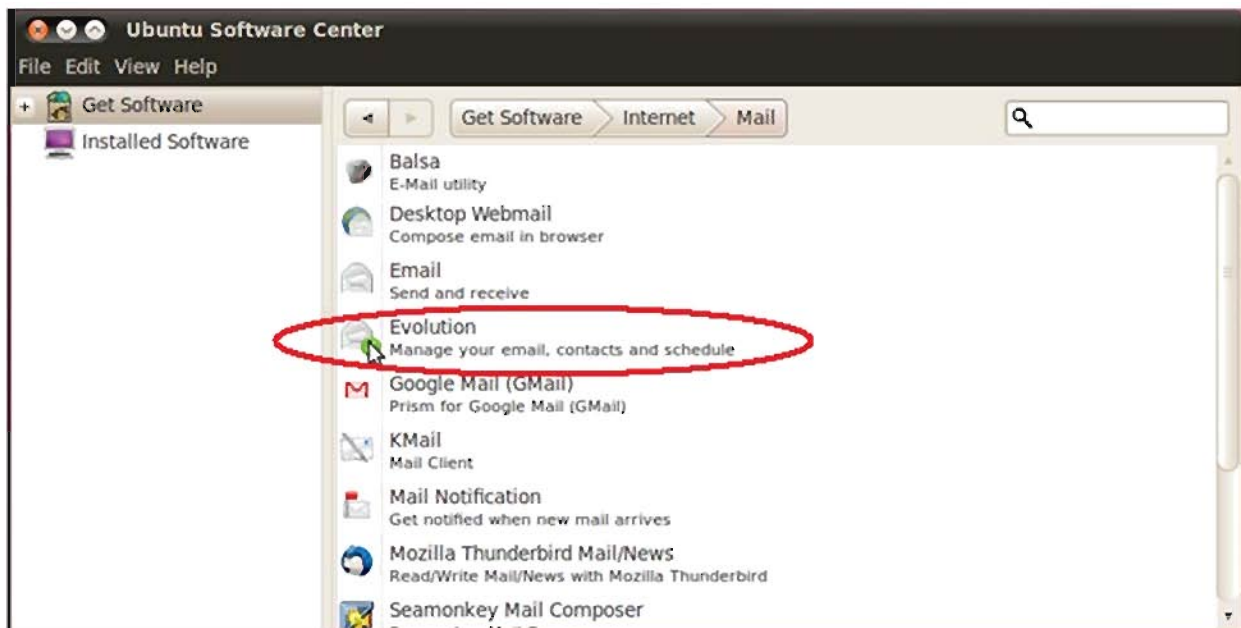 Ubuntu Software Center
File Edit View Help
Get Software
Installed Software
Get Software Internet Mail
Balsa
E-Mail utility
Desktop Webmail
Compose email in browser
Email
Send and receive
Evolution
Manage your email, contacts and schedule
Google Mail (GMail)
Prism for Google Mail (GMail)
KMail
Mail Client
Mail Notification
Get notified when new mail arrives
Mozilla Thunderbird Mail/News
Read/Write Mail/News with Mozilla Thunderbird
Seamonkey Mail Composer